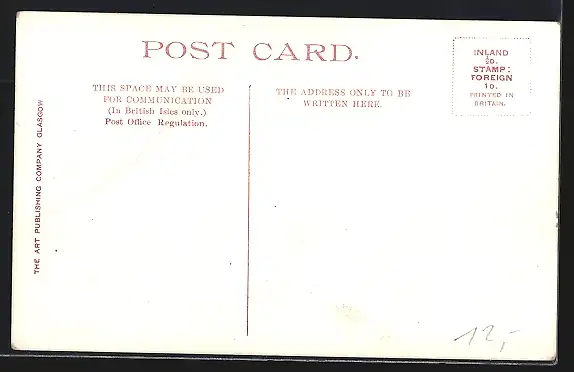 POST CARD.
THIS SPACE MAY BE USED
FOR COMMUNICATION
(In British Isles only.)
Post Office Regulation.
THE ADDRESS ONLY TO BE
WRITTEN HERE.
INLAND
½D.
STAMP:
FOREIGN
1D.
PRINTED IN
BRITAIN.
THE ART PUBLISHING COMPANY GLASGOW
12,-